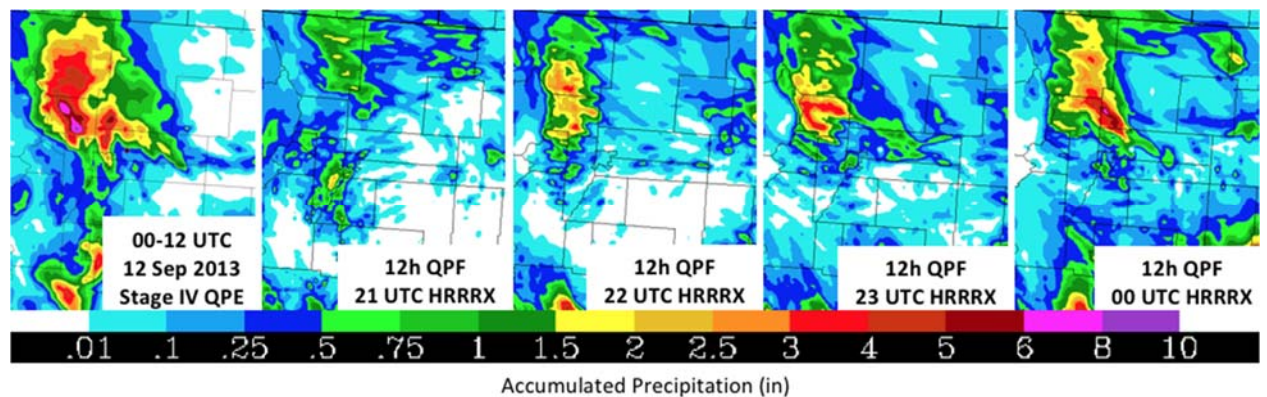 00-12 UTC
12 Sep 2013
Stage IV QPE
12h QPF
21 UTC HRRRX
12h QPF
22 UTC HRRRX
12h QPF
23 UTC HRRRX
12h QPF
00 UTC HRRRX
.01 .1 .25 .5 .75 1 1.5 2 2.5 3 4 5 6 8 10
Accumulated Precipitation (in)